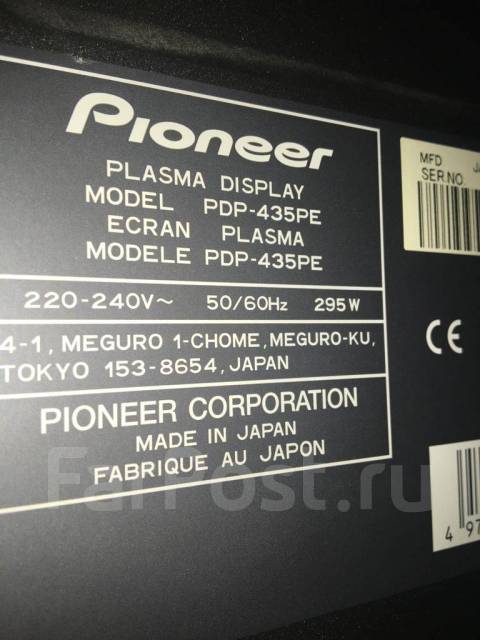 Pioneer
PLASMA DISPLAY
MODEL PDP-435PE
ECRAN PLASMA
MODELE PDP-435PE
220-240V~ 50/60Hz 295W
4-1, MEGURO 1-CHOME, MEGURO-KU,
TOKYO 153-8654, JAPAN
PIONEER CORPORATION
MADE IN JAPAN
FABRIQUE AU JAPON
MFD
SER.NO.
CE
4 97
FarPost.ru